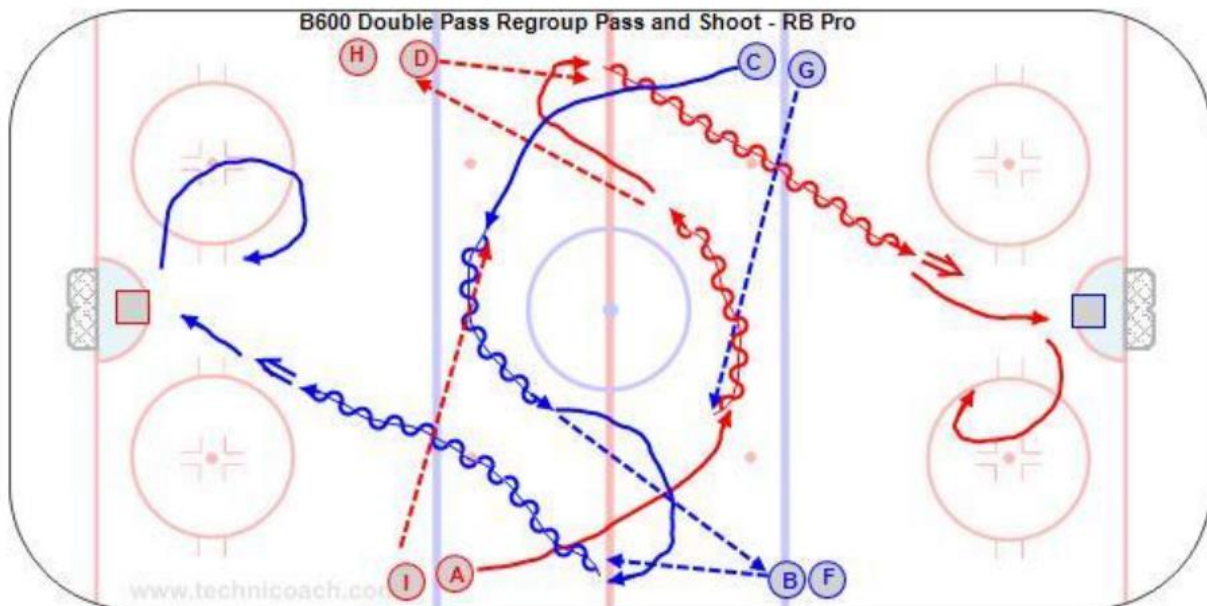 B600 Double Pass Regroup Pass and Shoot - RB Pro
H D C G
I A B F
www.technicoach.com